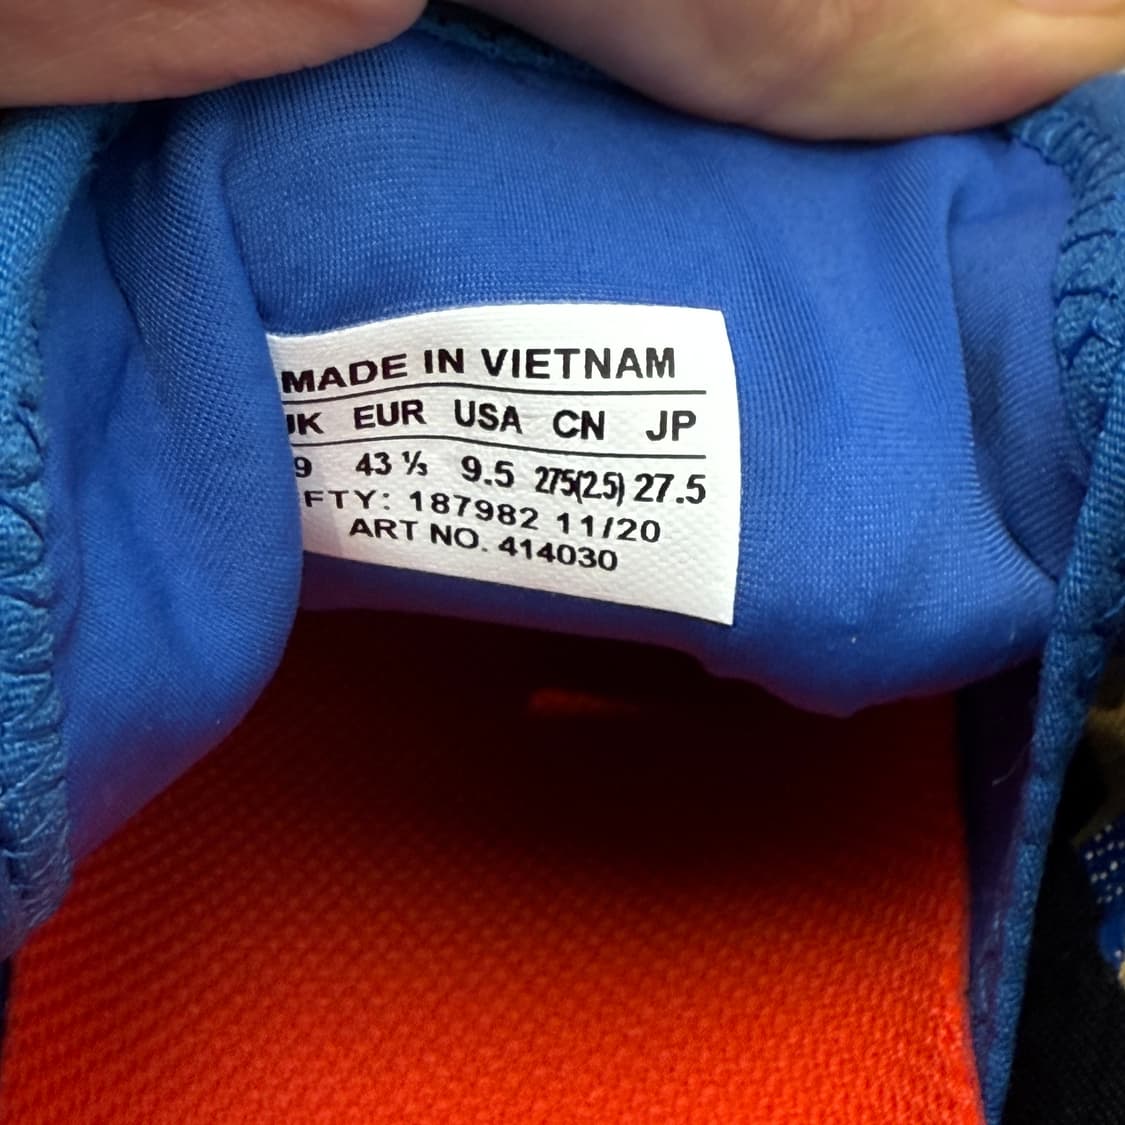 MADE IN VIETNAM
UK EUR USA CN JP
9 43 ⅓ 9.5 275(2.5) 27.5
FTY: 187982 11/20
ART NO. 414030